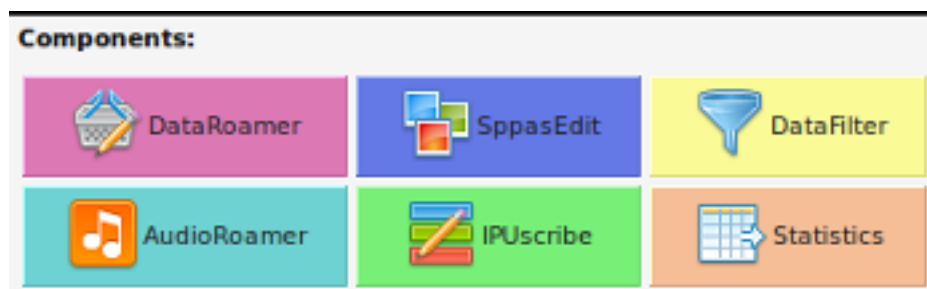 Components:
DataRoamer SppasEdit DataFilter
AudioRoamer IPUscribe Statistics